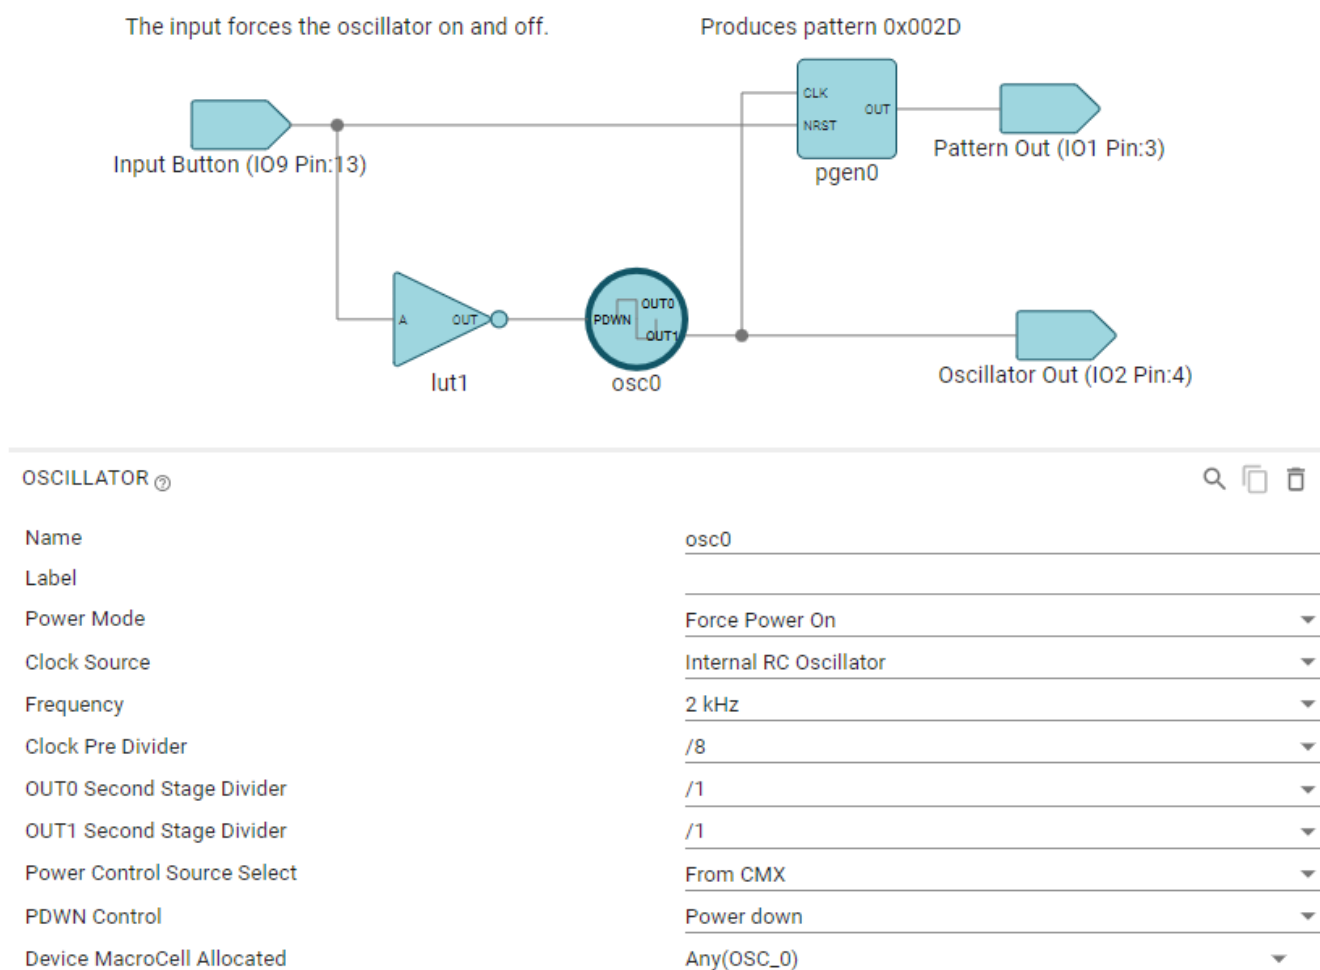 The input forces the oscillator on and off.
Produces pattern 0x002D
CLK
OUT
NRST
pgen0
Pattern Out (IO1 Pin:3)
Input Button (IO9 Pin:13)
A
OUT
lut1
PDWN
OUT0
OUT1
osc0
Oscillator Out (IO2 Pin:4)
OSCILLATOR ?
Name osc0
Label
Power Mode Force Power On
Clock Source Internal RC Oscillator
Frequency 2 kHz
Clock Pre Divider /8
OUT0 Second Stage Divider /1
OUT1 Second Stage Divider /1
Power Control Source Select From CMX
PDWN Control Power down
Device MacroCell Allocated Any(OSC_0)